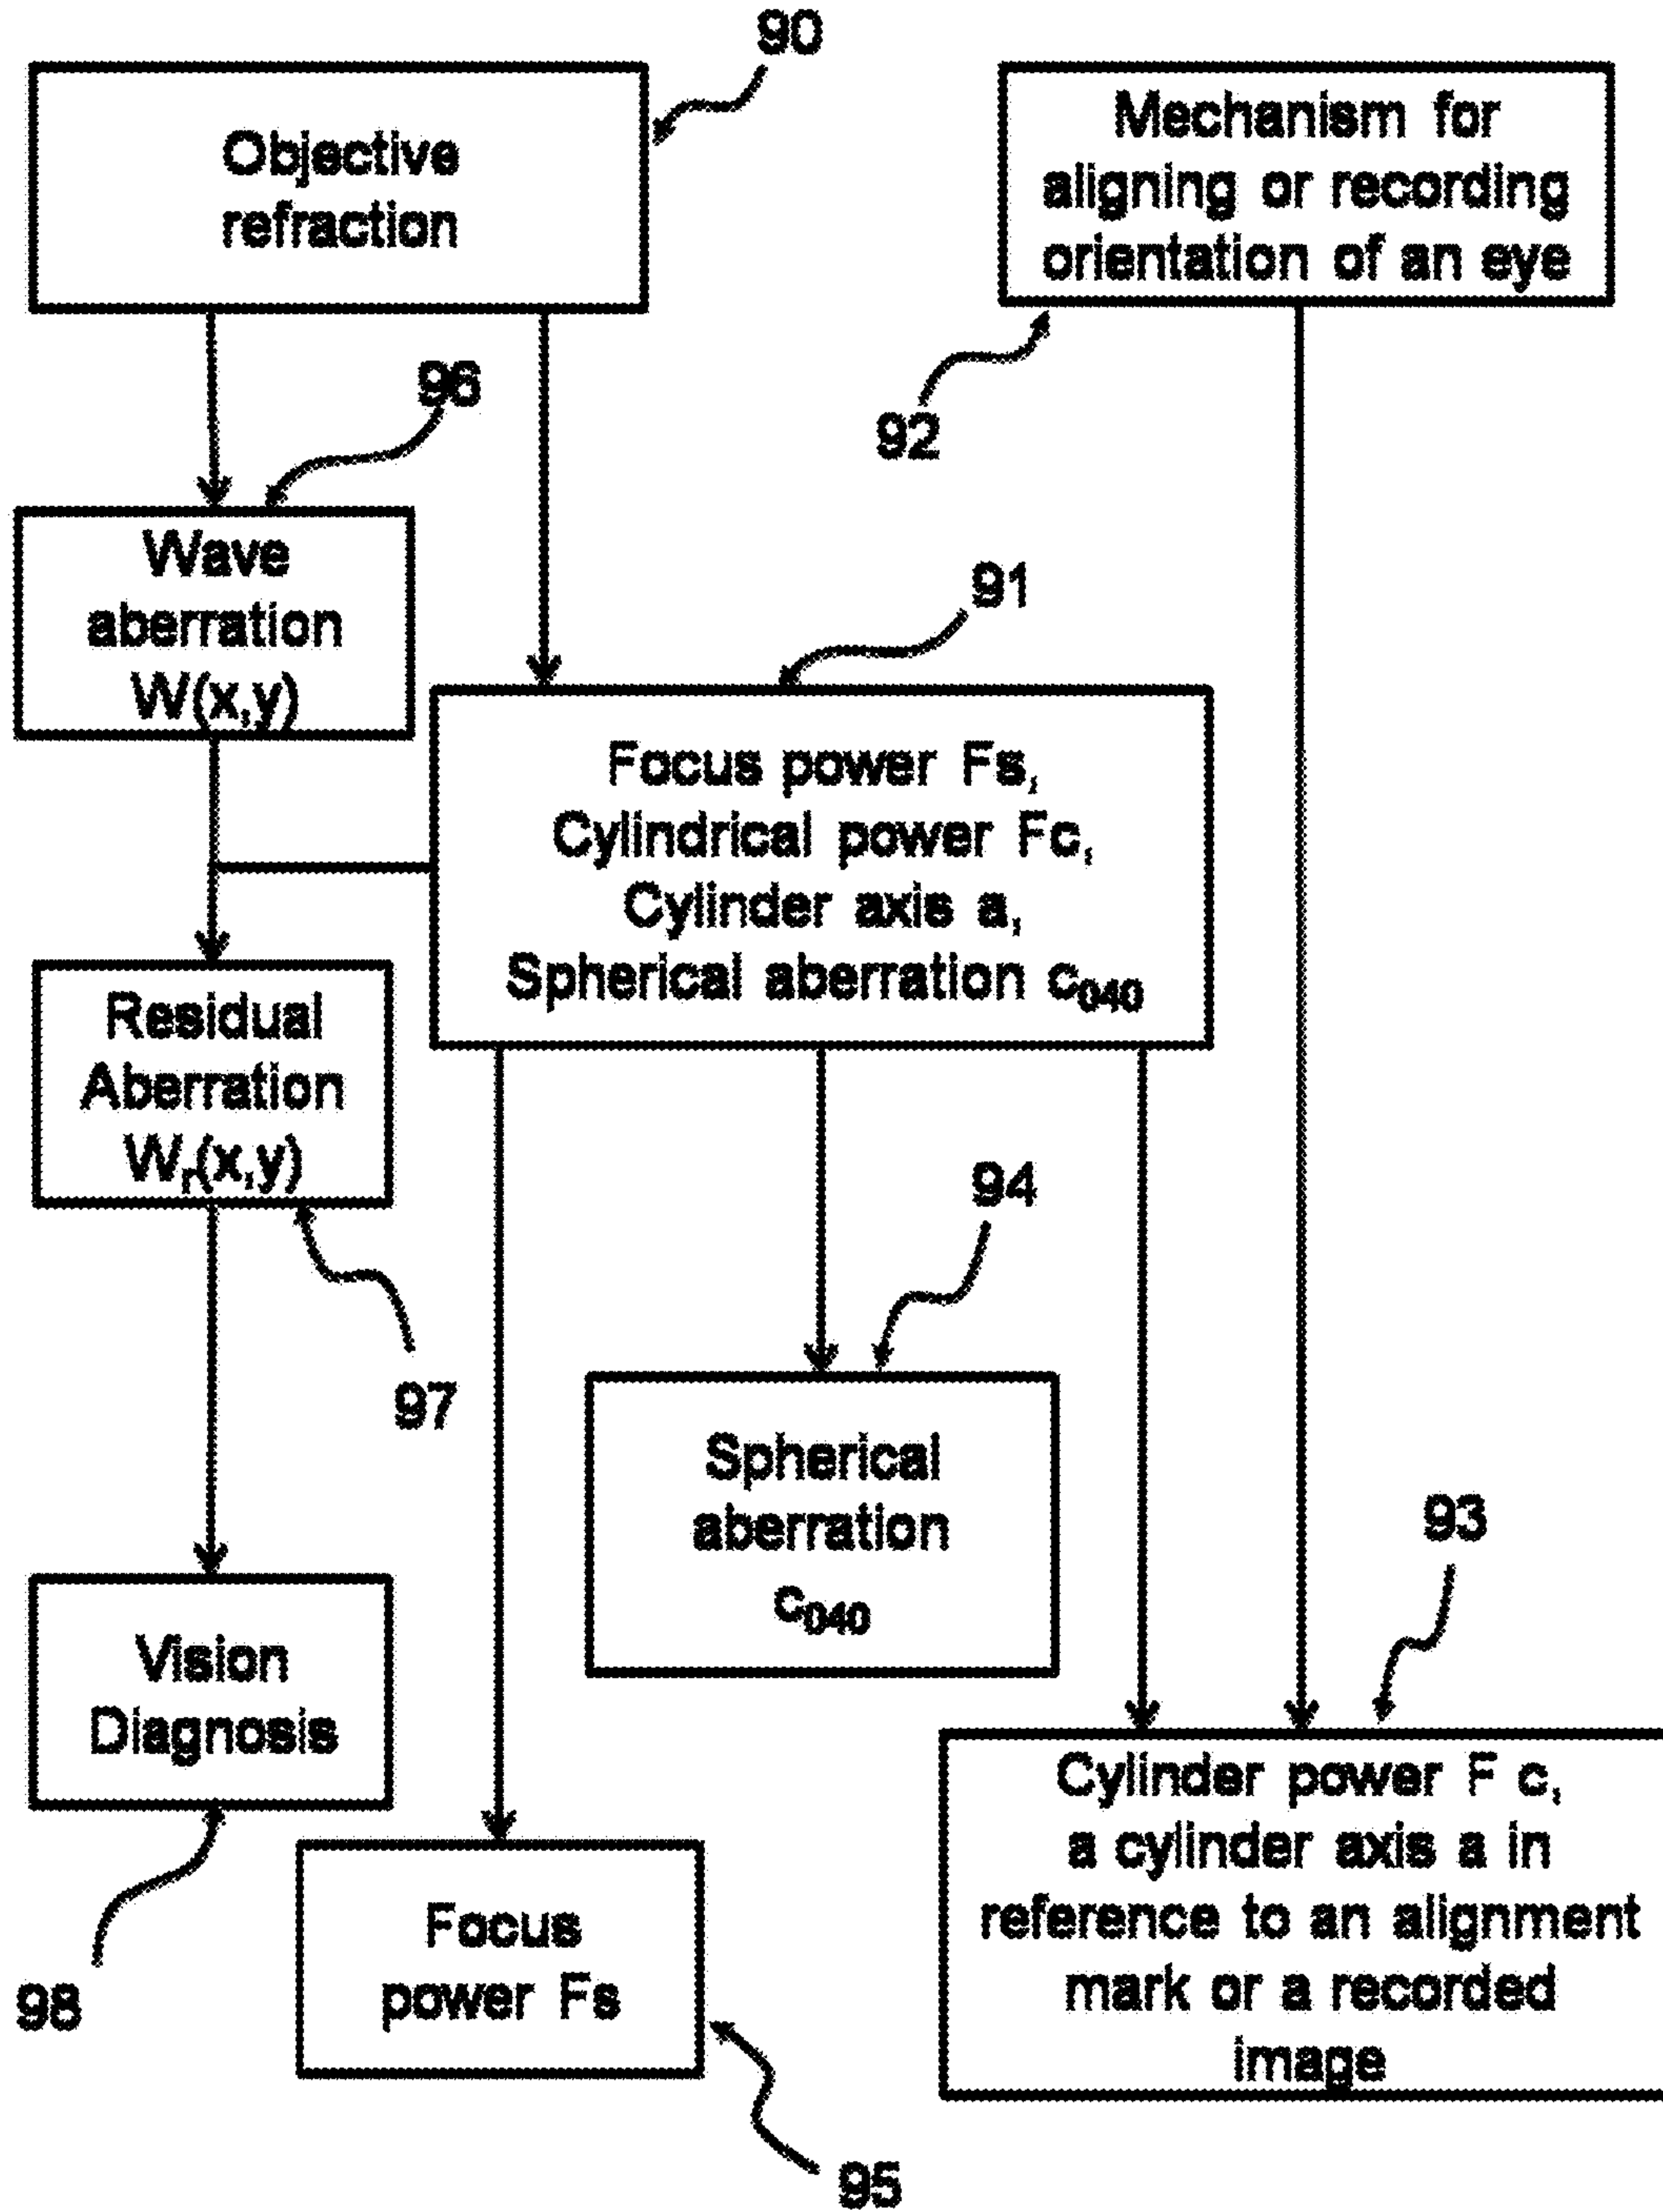 90
Objective
refraction
Mechanism for
aligning or recording
orientation of an eye
96
92
Wave
aberration
W(x,y)
91
Focus power Fs,
Cylindrical power Fc,
Cylinder axis a,
Spherical aberration c₀₄₀
Residual
Aberration
Wᵣ(x,y)
94
97
Spherical
aberration
c₀₄₀
93
Vision
Diagnosis
Cylinder power F c,
a cylinder axis a in
reference to an alignment
mark or a recorded
image
Focus
power Fs
98
95